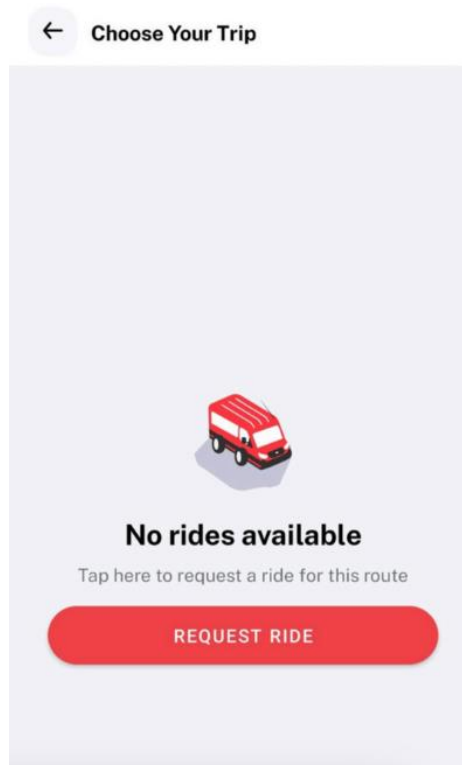 Choose Your Trip
No rides available
Tap here to request a ride for this route
REQUEST RIDE